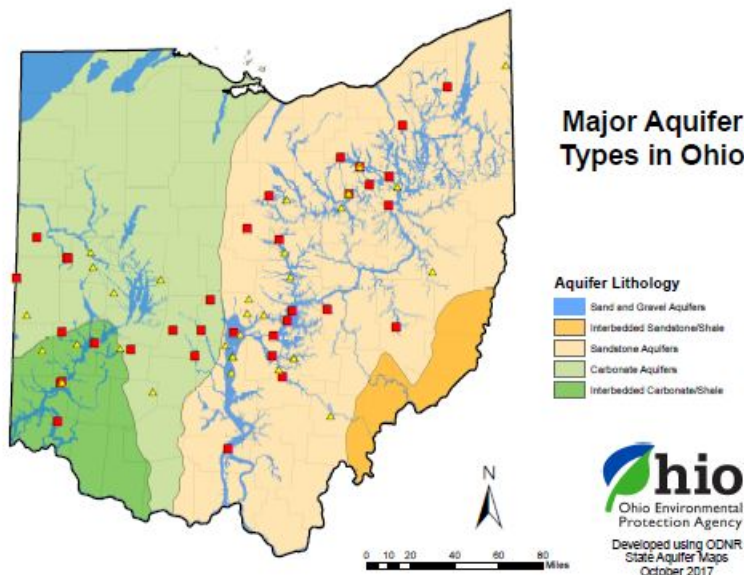 Major Aquifer
Types in Ohio
Aquifer Lithology
Sand and Gravel Aquifers
Interbedded Sandstone/Shale
Sandstone Aquifers
Carbonate Aquifers
Interbedded Carbonate/Shale
N
0 10 20 40 60 80
Miles
Ohio
Ohio Environmental
Protection Agency
Developed using ODNR
State Aquifer Maps
October 2017